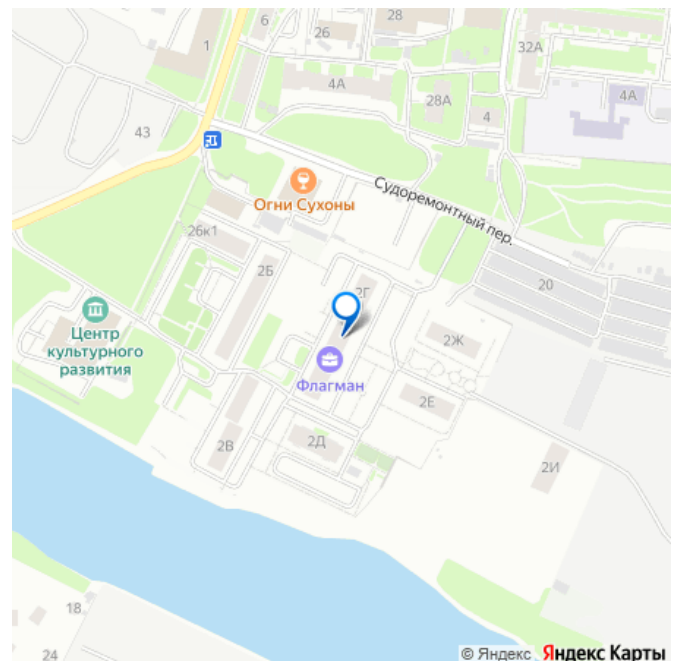 28
6
26
1
32А
4А
28А
4
4А
43
Огни Сухоны
Судоремонтный пер.
26к1
2Б
20
2Г
Центр
культурного
развития
2Ж
Флагман
2Е
2В
2Д
2И
18
24
© Яндекс Яндекс Карты